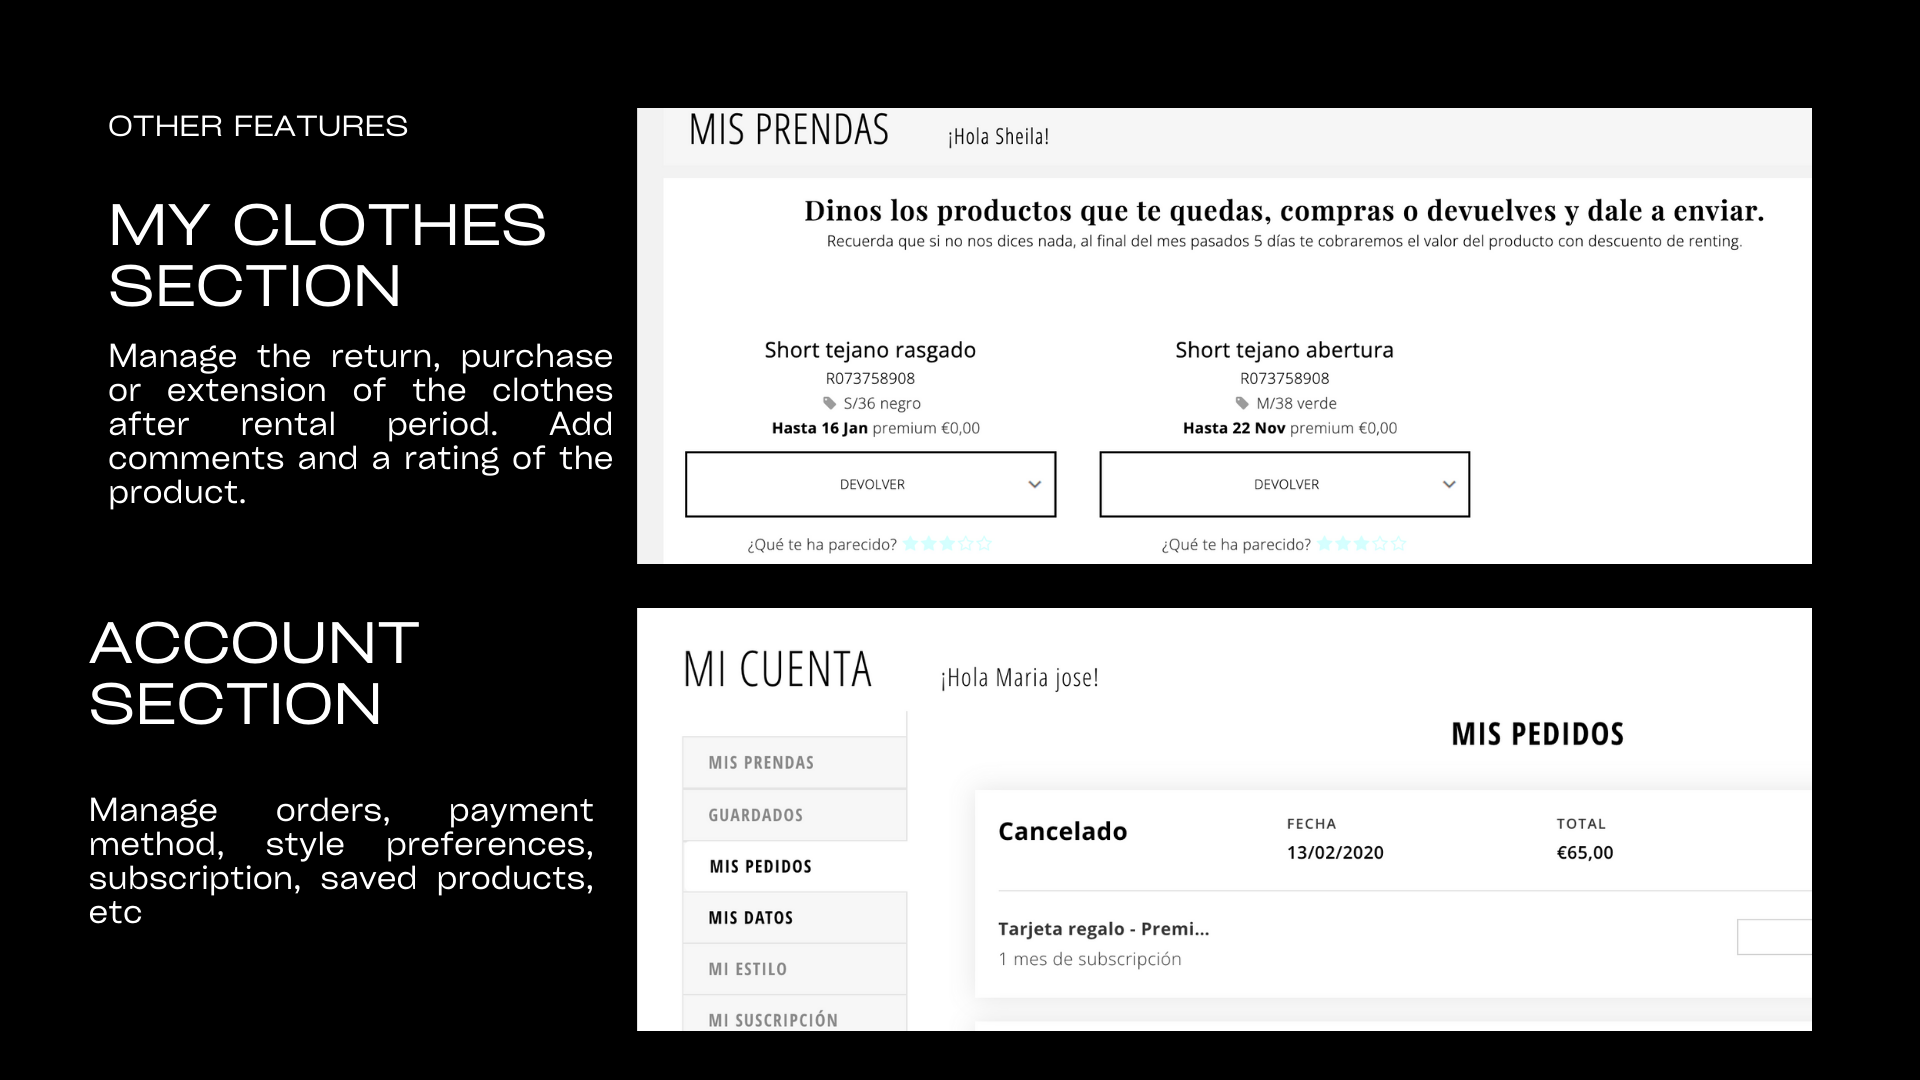 OTHER FEATURES
MY CLOTHES
SECTION
Manage the return, purchase
or extension of the clothes
after rental period. Add
comments and a rating of the
product.
MIS PRENDAS ¡Hola Sheila!
Dinos los productos que te quedas, compras o devuelves y dale a enviar.
Recuerda que si no nos dices nada, al final del mes pasados 5 días te cobraremos el valor del producto con descuento de renting.
Short tejano rasgado
R073758908
S/36 negro
Hasta 16 Jan premium €0,00
DEVOLVER
¿Qué te ha parecido?
Short tejano abertura
R073758908
M/38 verde
Hasta 22 Nov premium €0,00
DEVOLVER
¿Qué te ha parecido?
ACCOUNT
SECTION
Manage orders, payment
method, style preferences,
subscription, saved products,
etc
MI CUENTA ¡Hola Maria jose!
MIS PRENDAS
GUARDADOS
MIS PEDIDOS
MIS DATOS
MI ESTILO
MI SUSCRIPCIÓN
MIS PEDIDOS
Cancelado
FECHA
13/02/2020
TOTAL
€65,00
Tarjeta regalo - Premi...
1 mes de subscripción